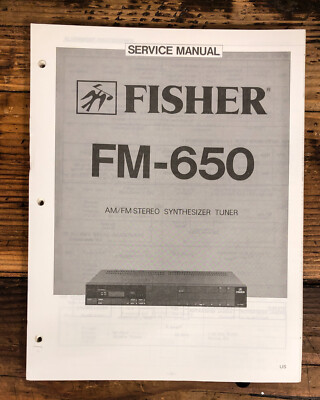 SERVICE MANUAL
FISHER®
FM-650
AM/FM-STEREO SYNTHESIZER TUNER